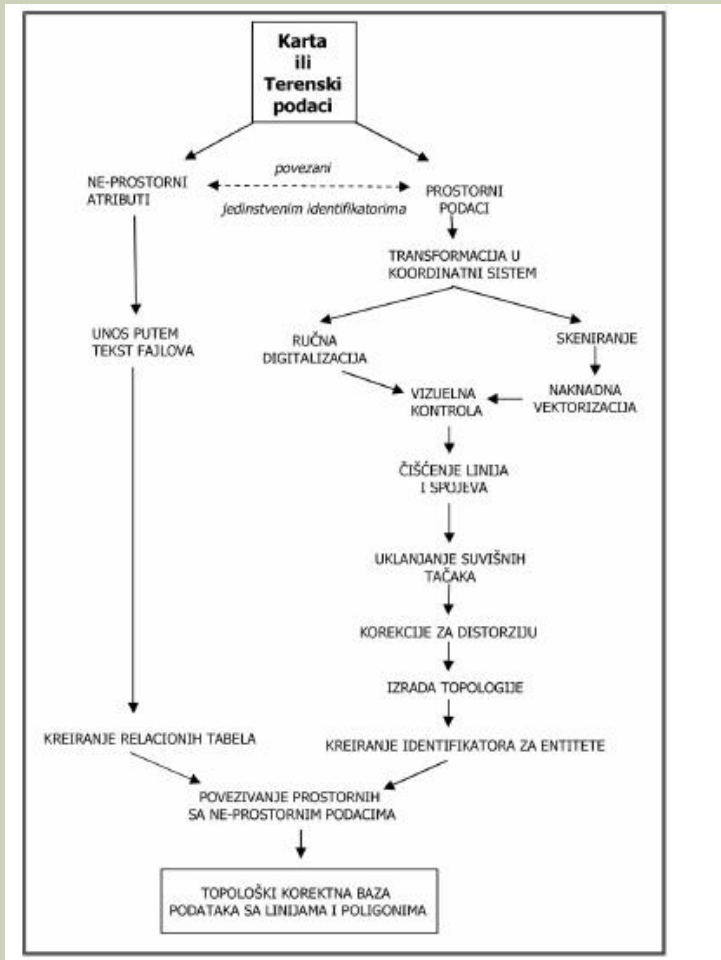 Karta
ili
Terenski
podaci
povezani
NE-PROSTORNI
ATRIBUTI
jedinstvenim identifikatorima
PROSTORNI
PODACI
TRANSFORMACIJA U
KOORDINATNI SISTEM
UNOS PUTEM
TEKST FAJLOVA
RUČNA
DIGITALIZACIJA
SKENIRANJE
VIZUELNA
KONTROLA
NAKNADNA
VEKTORIZACIJA
ČIŠĆENJE LINIJA
I SPOJEVA
UKLANJANJE SUVIŠNIH
TAČAKA
KOREKCIJE ZA DISTORZIJU
IZRADA TOPOLOGIJE
KREIRANJE RELACIONIH TABELA
KREIRANJE IDENTIFIKATORA ZA ENTITETE
POVEZIVANJE PROSTORNIH
SA NE-PROSTORNIM PODACIMA
TOPOLOŠKI KOREKTNA BAZA
PODATAKA SA LINIJAMA I POLIGONIMA